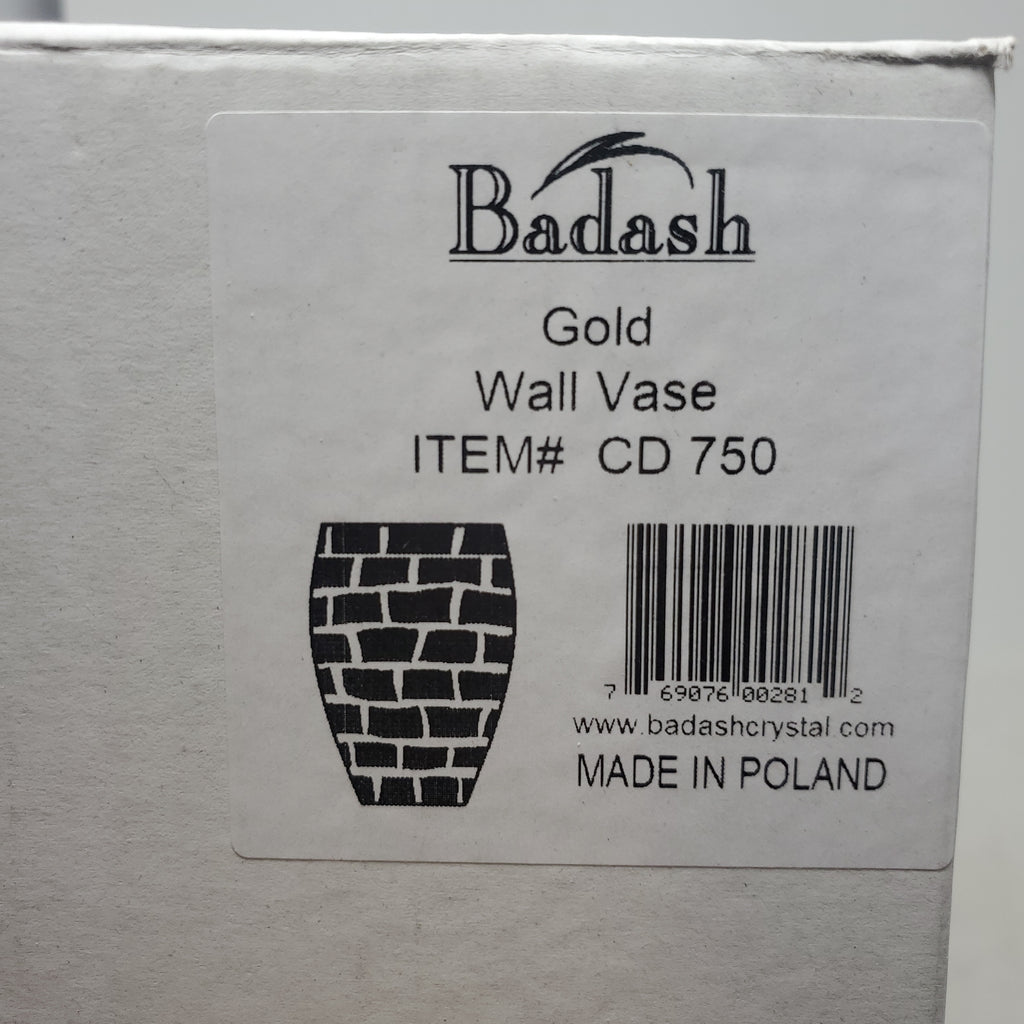 Badash
Gold
Wall Vase
ITEM# CD 750
7 69076 00281 2
www.badashcrystal.com
MADE IN POLAND